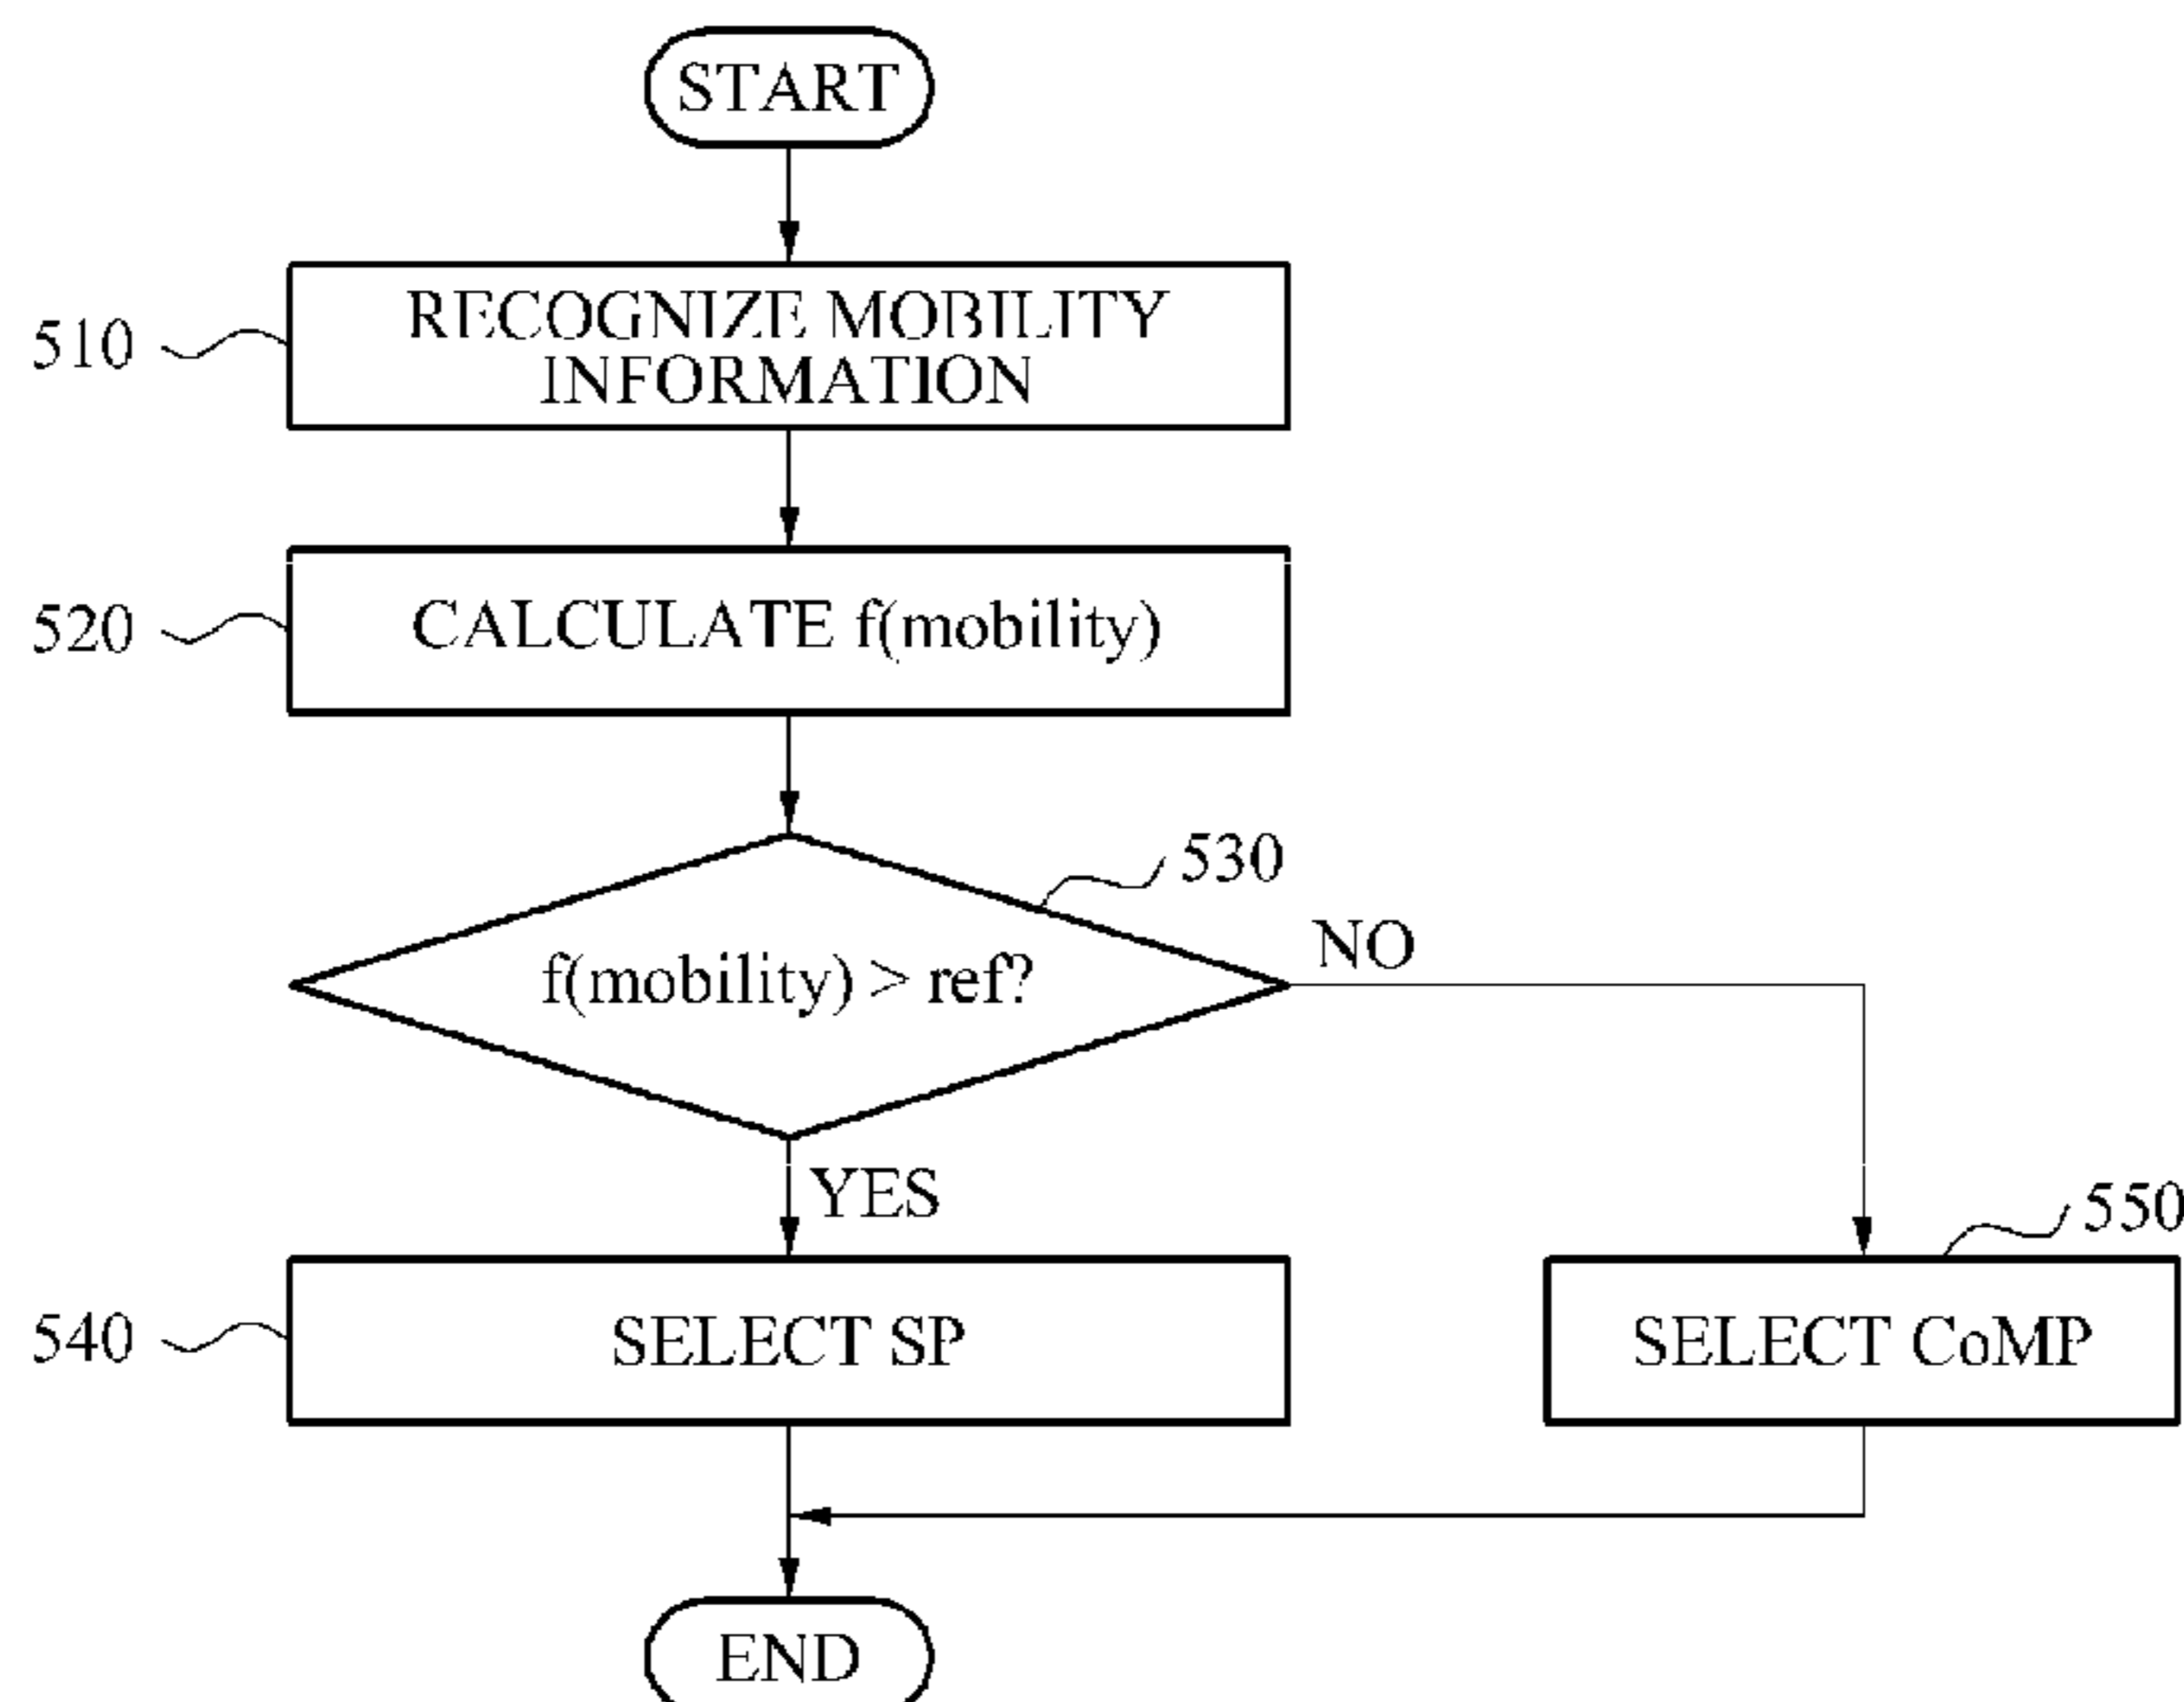 START
510
RECOGNIZE MOBILITY
INFORMATION
520
CALCULATE f(mobility)
530
f(mobility) > ref?
NO
YES
550
540
SELECT SP
SELECT CoMP
END